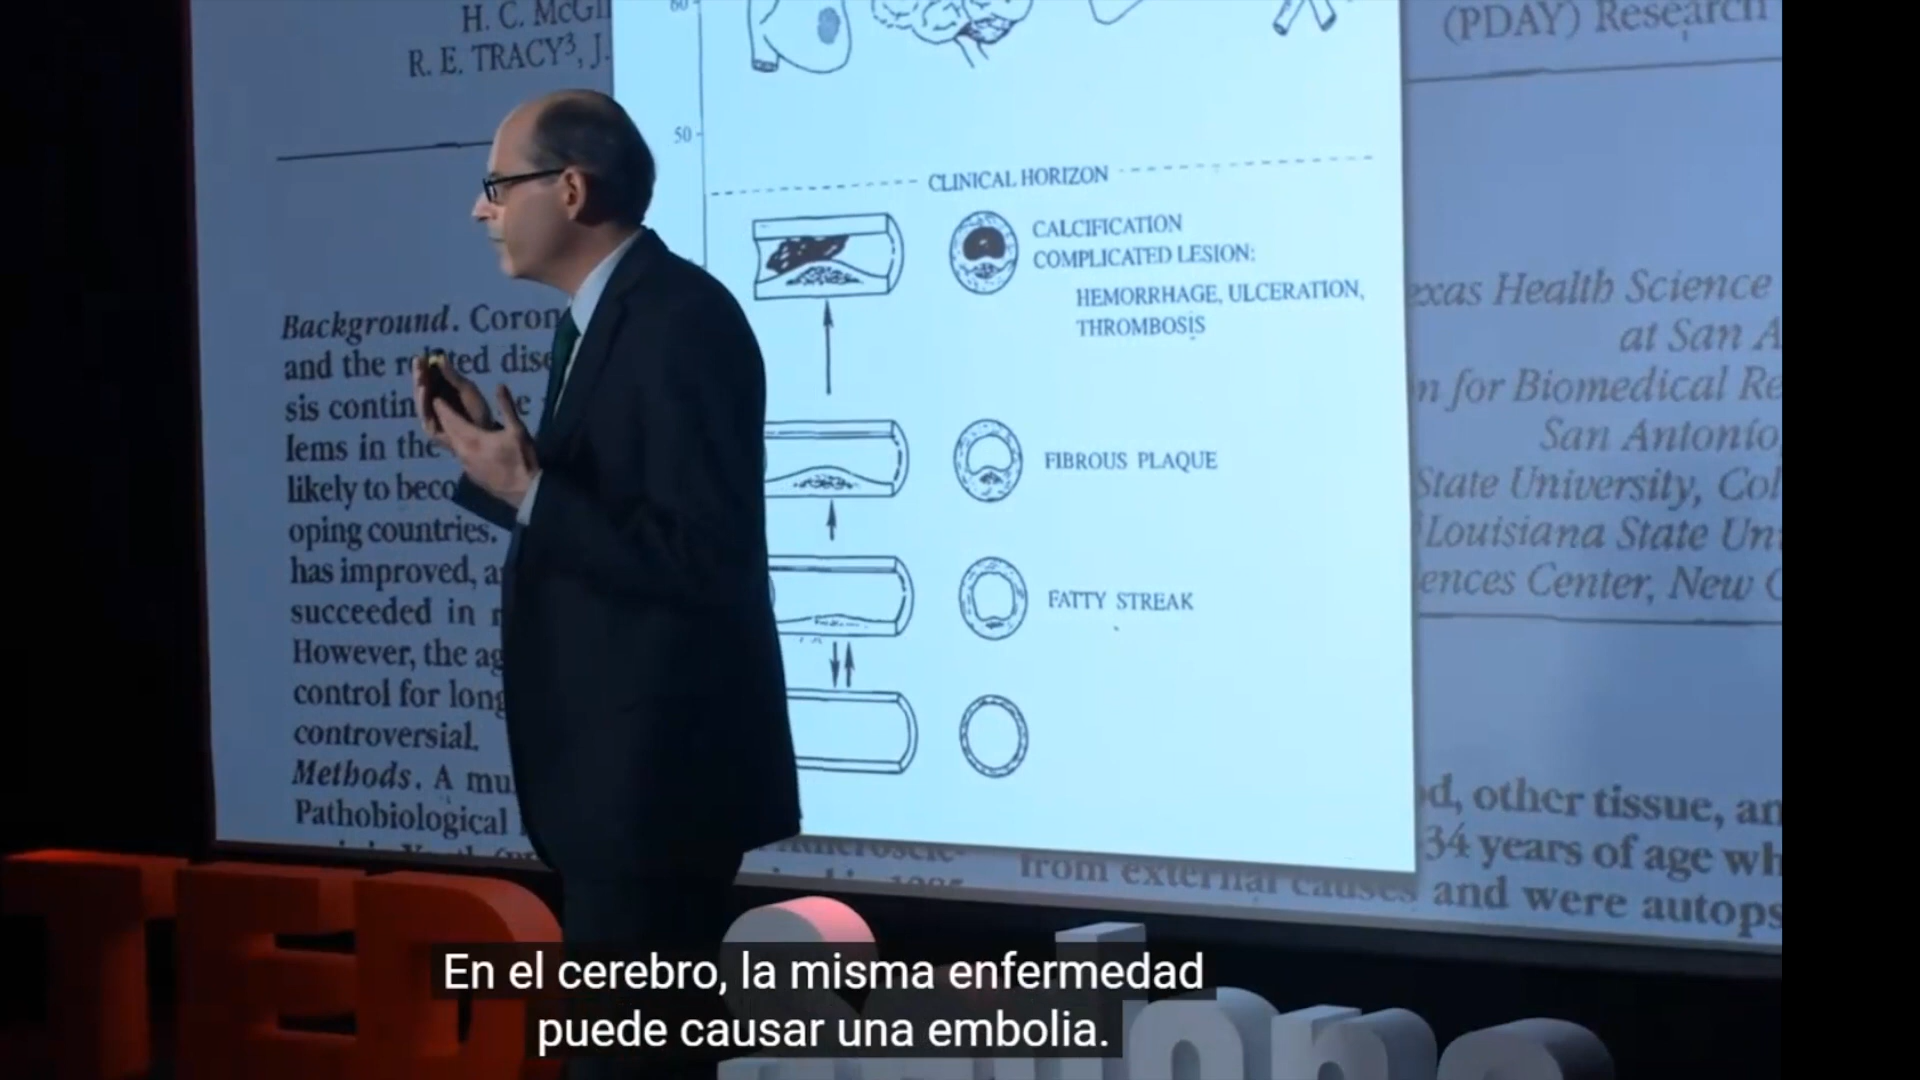 H. C. McGi
R. E. TRACY³, J.
(PDAY) Research
50
CLINICAL HORIZON
CALCIFICATION
COMPLICATED LESION:
HEMORRHAGE, ULCERATION,
THROMBOSIS
FIBROUS PLAQUE
FATTY STREAK
Background. Coron
and the related dise
sis contin
lems in the
likely to beco
oping countries.
has improved, a
succeeded in
However, the ag
control for long
controversial.
Methods. A mu
Pathobiological
exas Health Science
at San A
n for Biomedical Re
San Antonio
State University, Col
Louisiana State Un
ences Center, New
d, other tissue, an
34 years of age wh
from external causes and were autops
TED
En el cerebro, la misma enfermedad
puede causar una embolia.